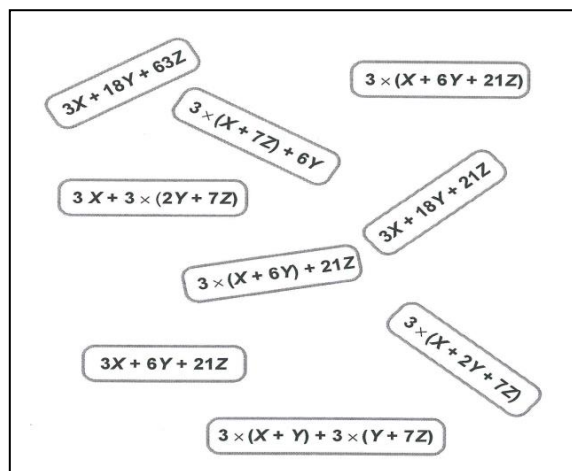 3X + 18Y + 63Z
3 × (X + 6Y + 21Z)
3 × (X + 7Z) + 6Y
3 X + 3 × (2Y + 7Z)
3X + 18Y + 21Z
3 × (X + 6Y) + 21Z
3X + 6Y + 21Z
3 × (X + 2Y + 7Z)
3 × (X + Y) + 3 × (Y + 7Z)